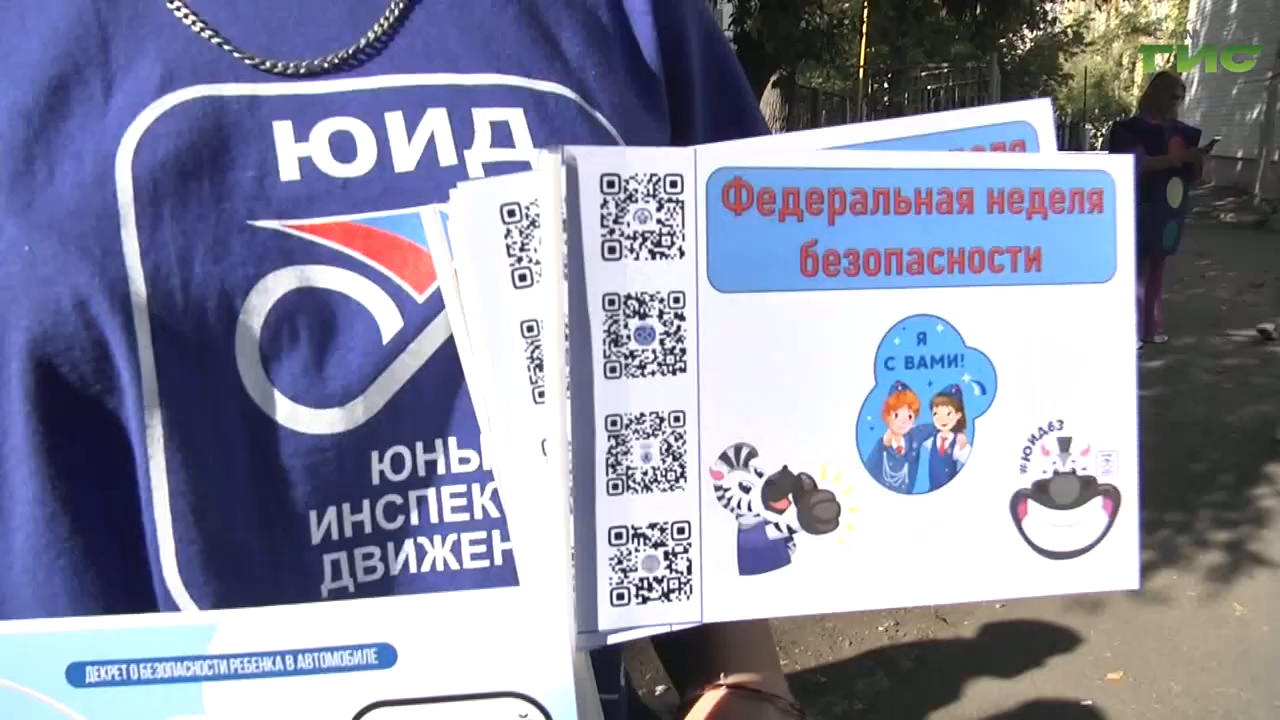 ГИС
ЮИД
ЮНЫ
ИНСПЕК
ДВИЖЕН
Федеральная неделя
безопасности
Я
С ВАМИ!
#ЮИД63
ДЕКРЕТ О БЕЗОПАСНОСТИ РЕБЕНКА В АВТОМОБИЛЕ